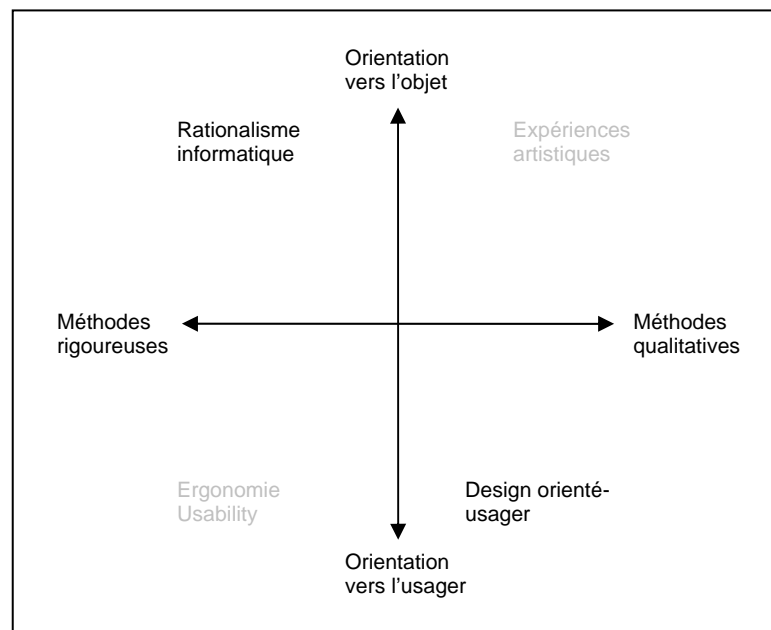 Orientation
vers l’objet
Rationalisme
informatique
Expériences
artistiques
Méthodes
rigoureuses
Méthodes
qualitatives
Ergonomie
Usability
Design orienté-
usager
Orientation
vers l’usager